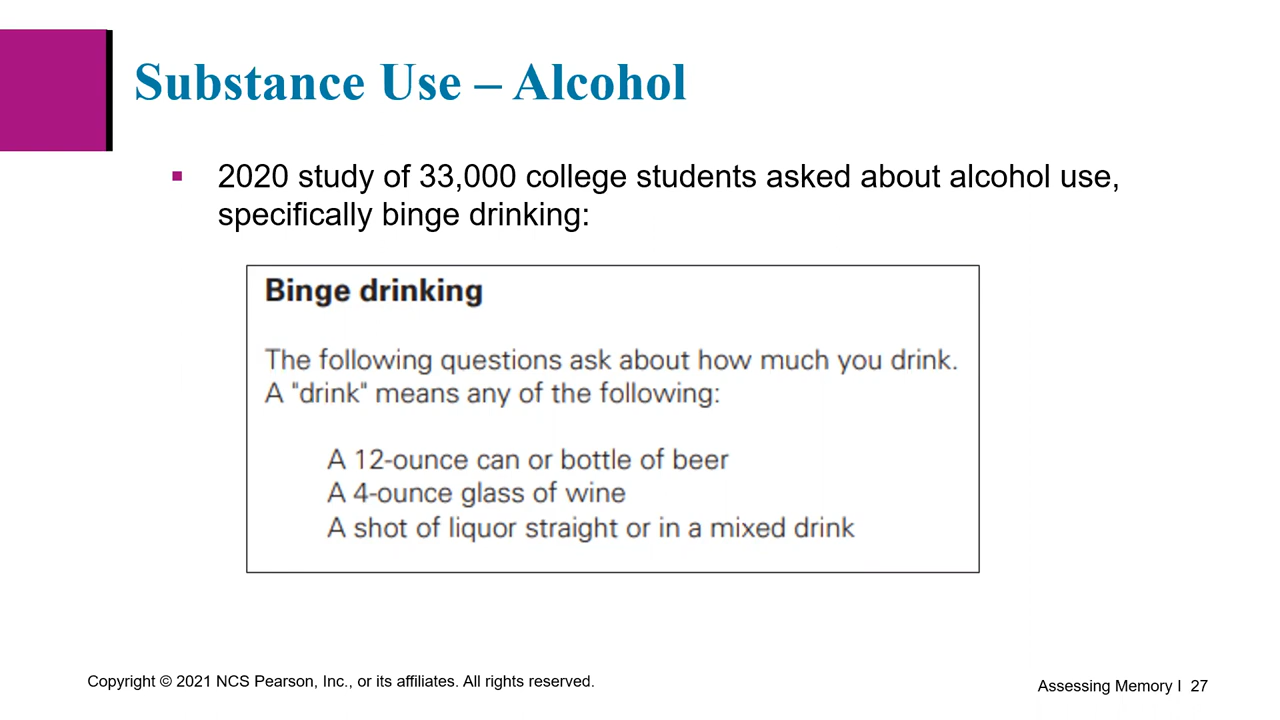 Substance Use – Alcohol
▪ 2020 study of 33,000 college students asked about alcohol use,
specifically binge drinking:
Binge drinking
The following questions ask about how much you drink.
A "drink" means any of the following:
A 12-ounce can or bottle of beer
A 4-ounce glass of wine
A shot of liquor straight or in a mixed drink
Copyright © 2021 NCS Pearson, Inc., or its affiliates. All rights reserved.
Assessing Memory I 27